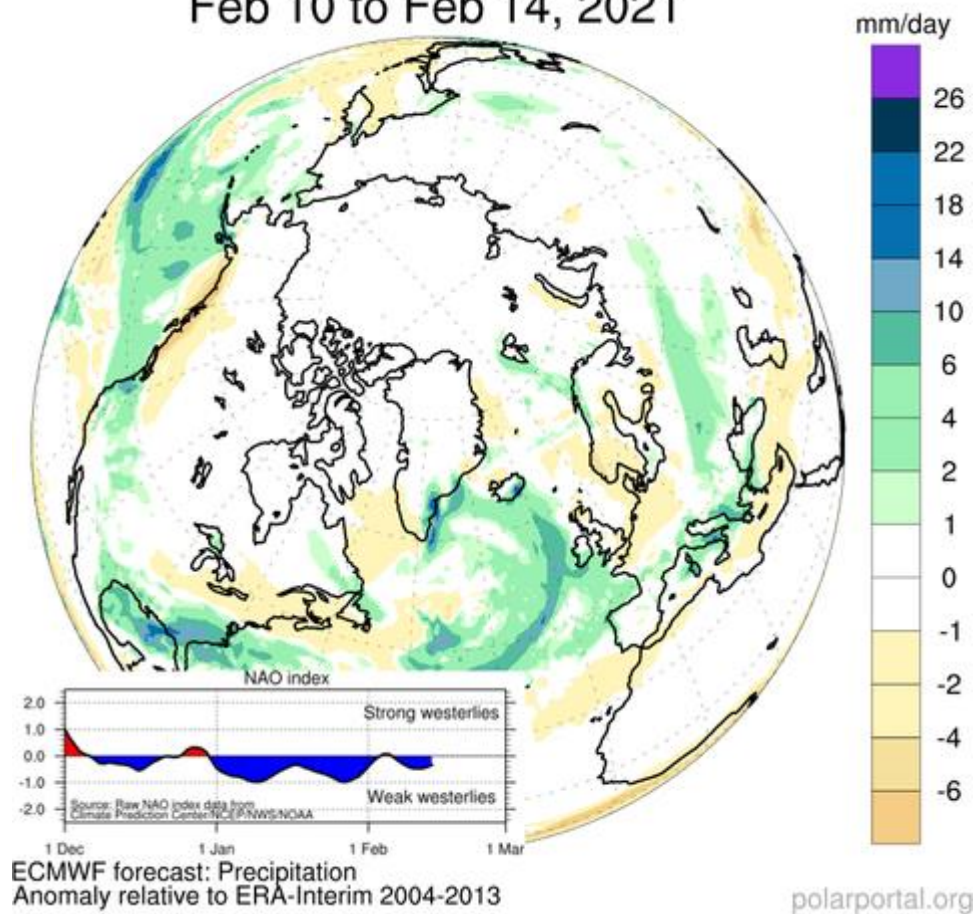 Feb 10 to Feb 14, 2021
mm/day
26
22
18
14
10
6
4
2
1
0
-1
-2
-4
-6
NAO index
2.0
1.0
0.0
-1.0
-2.0
Strong westerlies
Weak westerlies
Source: Raw NAO index data from
Climate Prediction Center/NCEP/NWS/NOAA
1 Dec 1 Jan 1 Feb 1 Mar
ECMWF forecast: Precipitation
Anomaly relative to ERA-Interim 2004-2013
polarportal.org